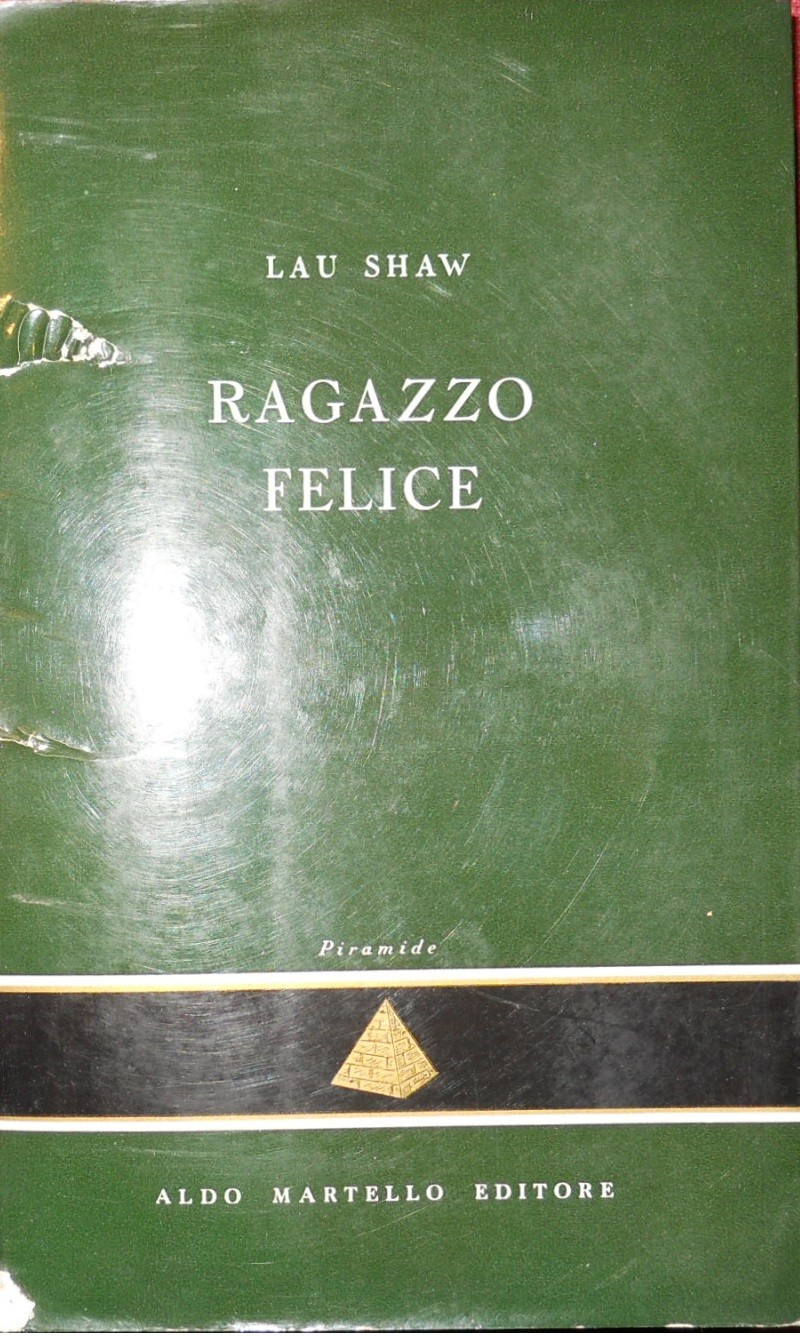 LAU SHAW
RAGAZZO
FELICE
Piramide
ALDO MARTELLO EDITORE